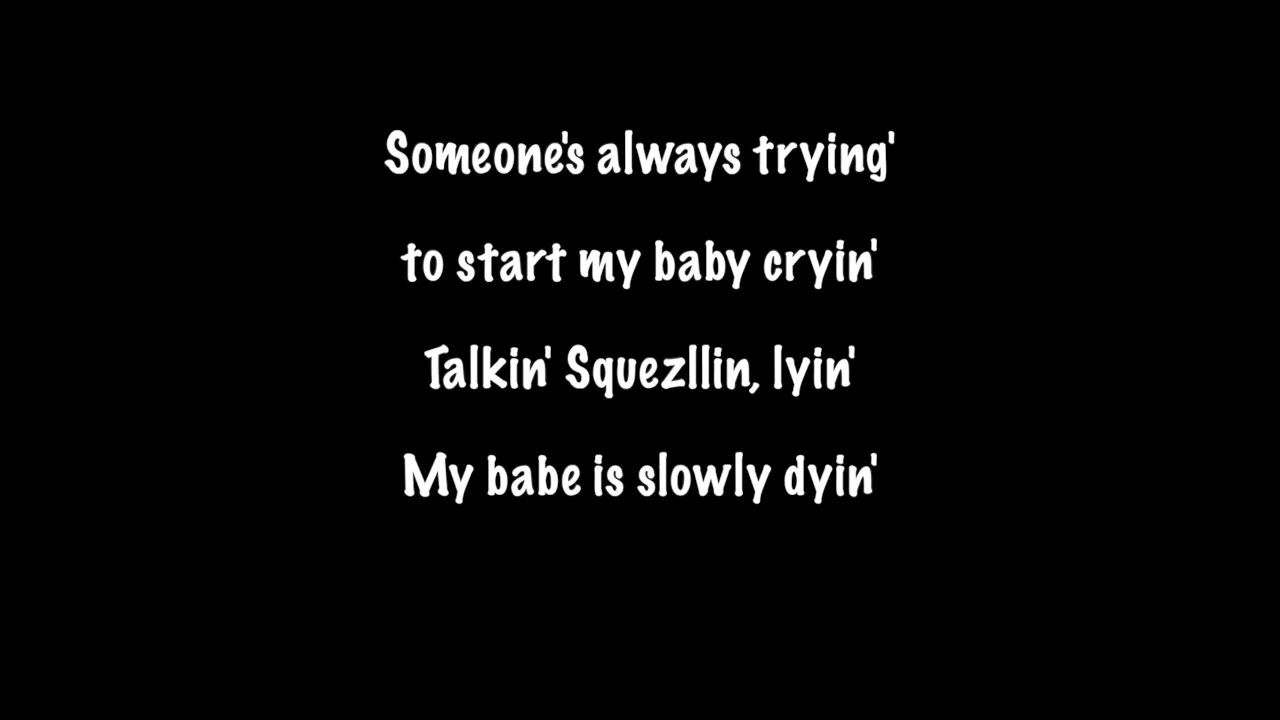 Someone's always trying'
to start my baby cryin'
Talkin' Squezllin, lyin'
My babe is slowly dyin'